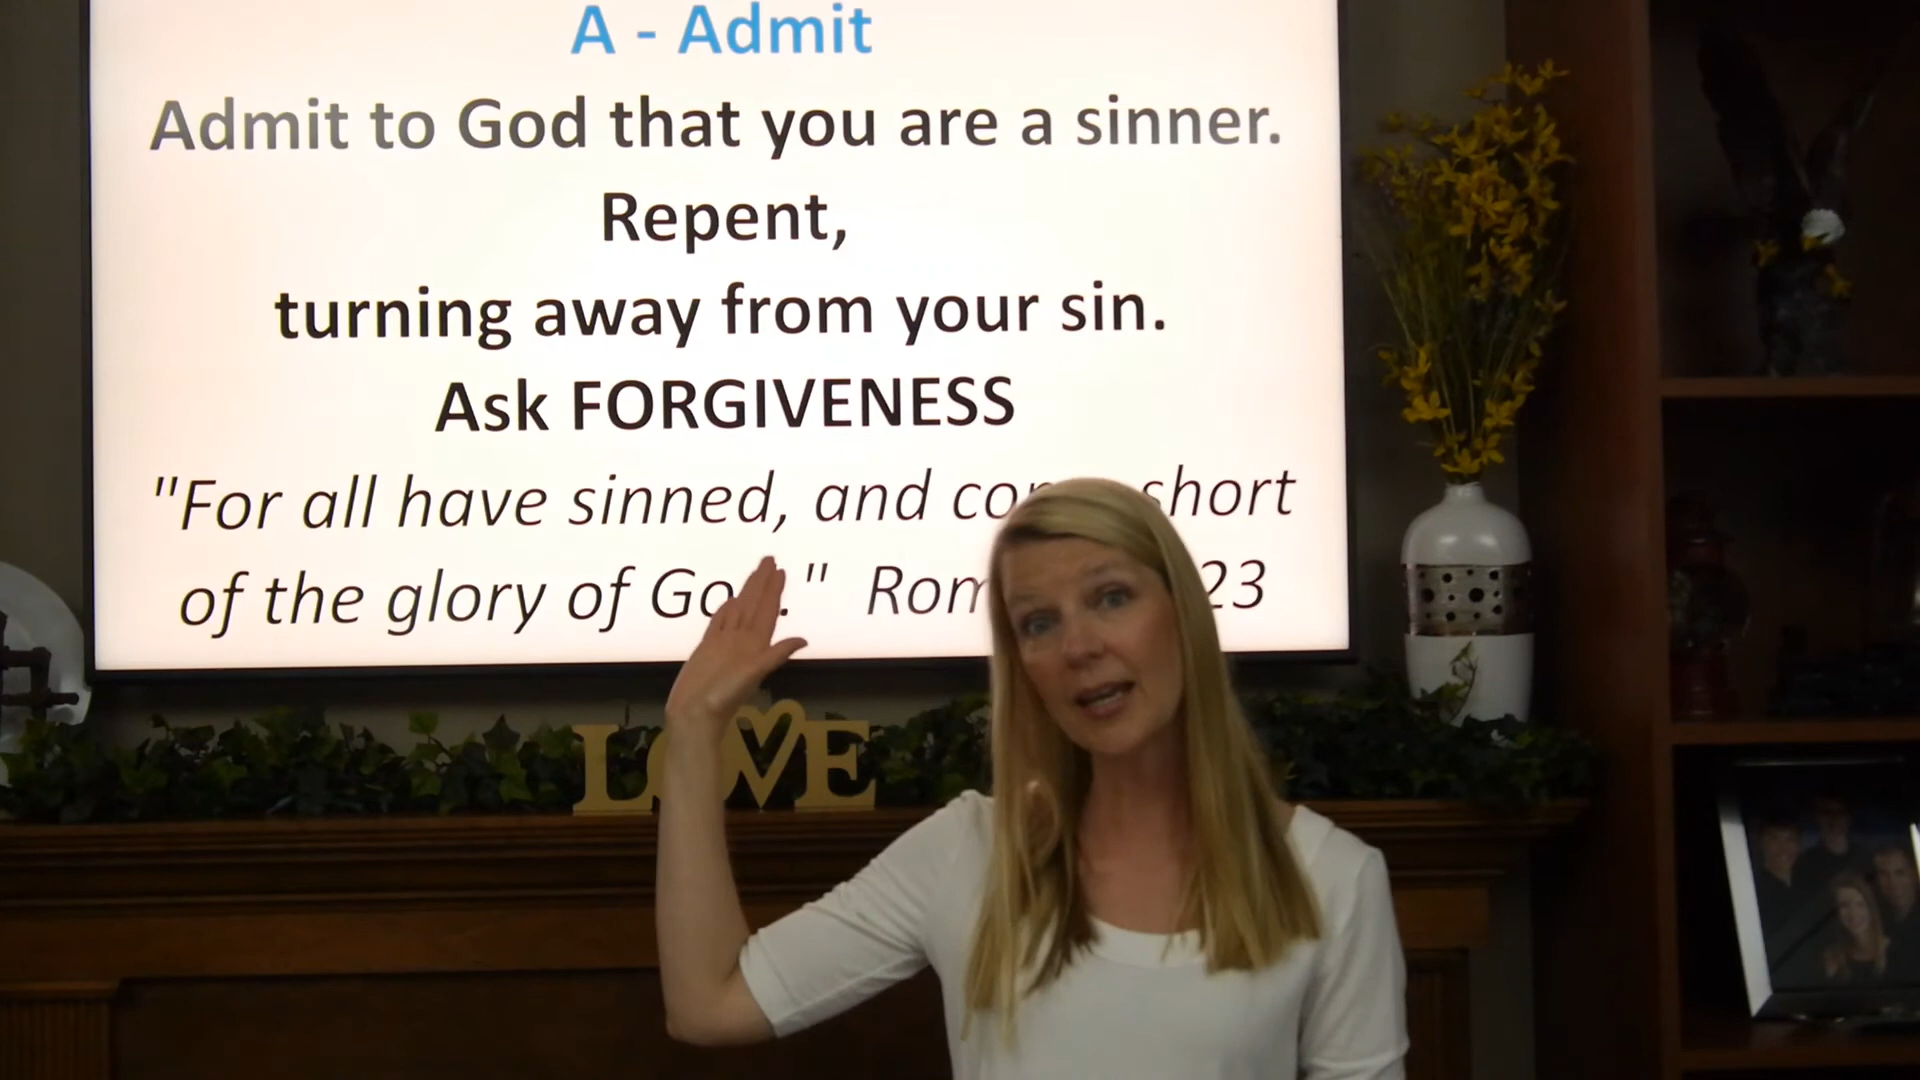 A - Admit
Admit to God that you are a sinner.
Repent,
turning away from your sin.
Ask FORGIVENESS
"For all have sinned, and short
of the glory of 23
LOVE